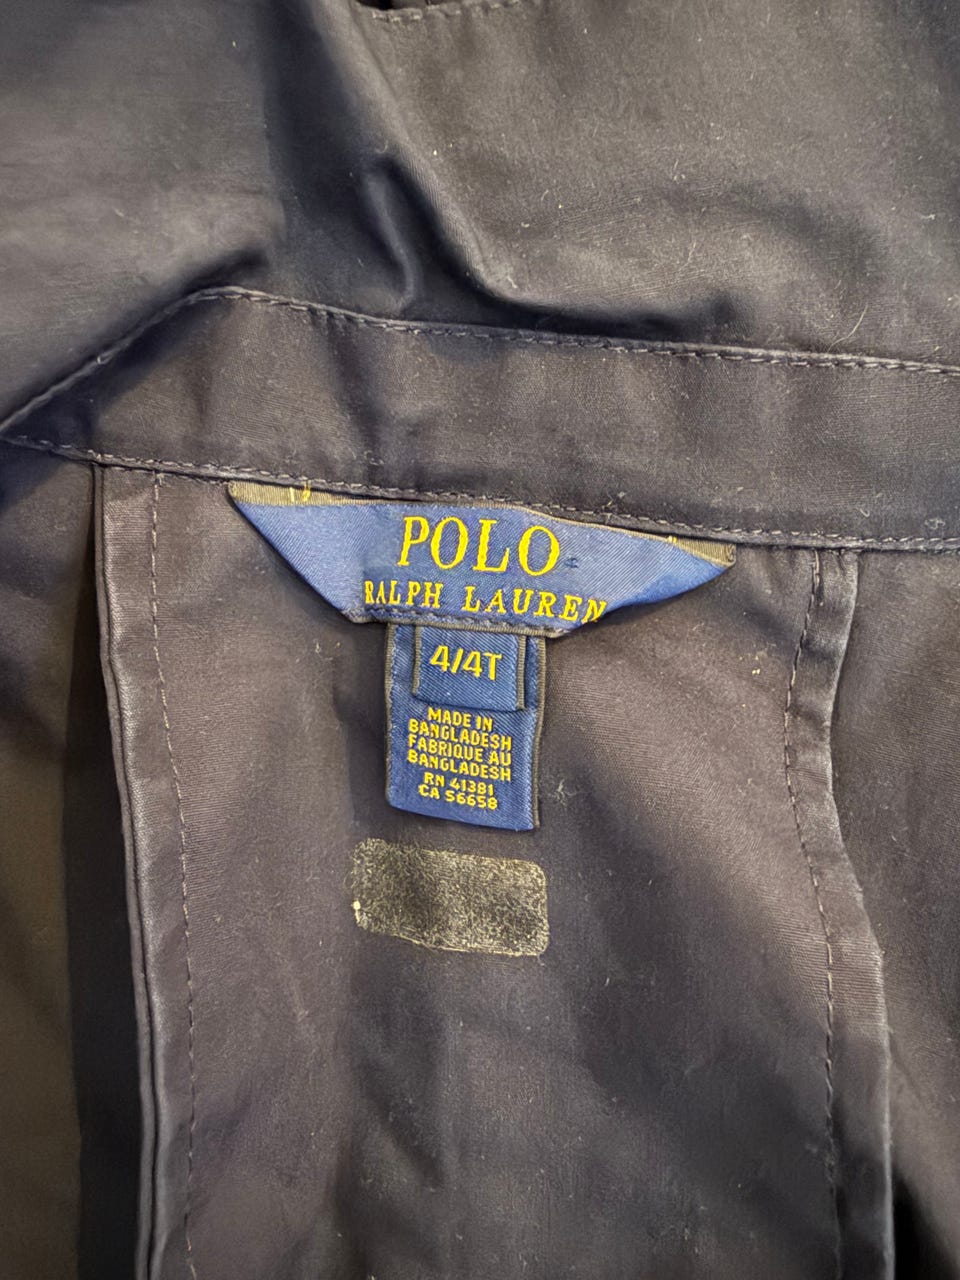 POLO
RALPH LAUREN
4/4T
MADE IN
BANGLADESH
FABRIQUE AU
BANGLADESH
RN 41381
CA 56658